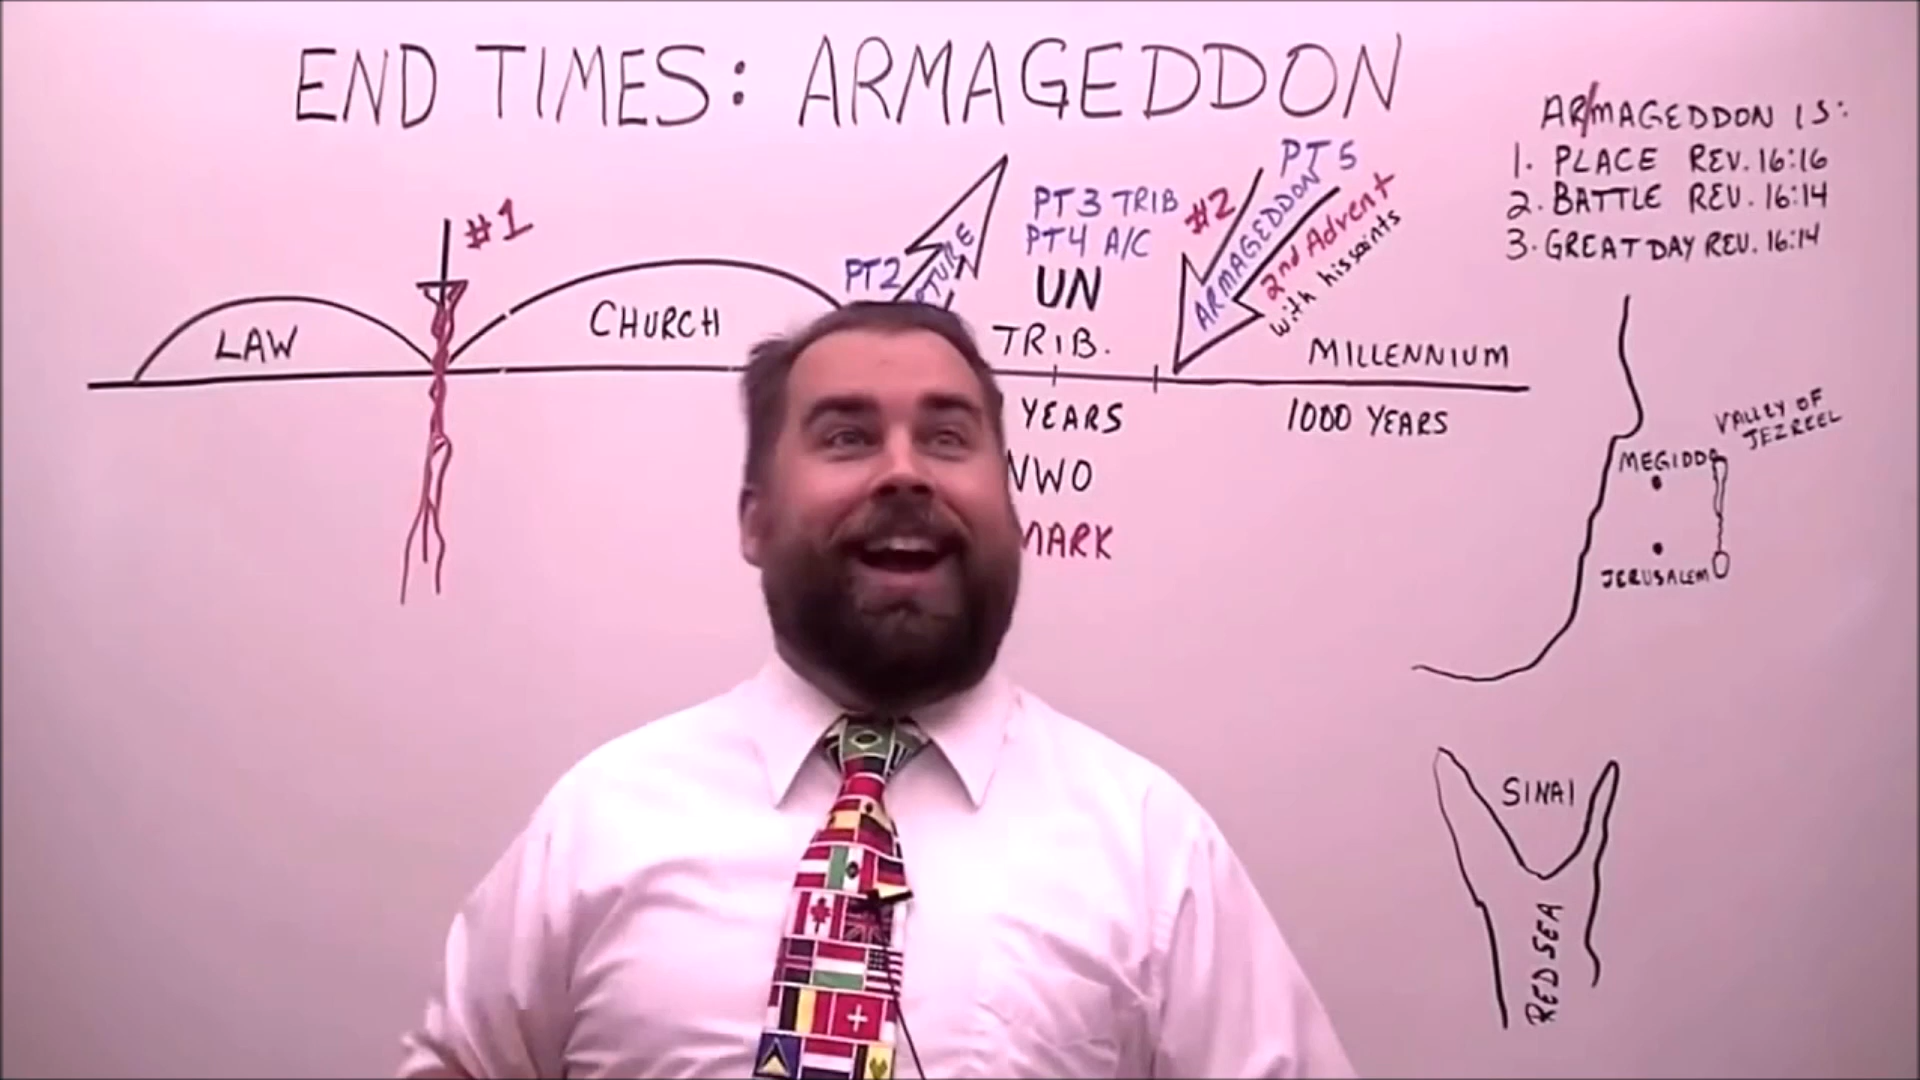 END TIMES: ARMAGEDDON
ARMAGEDDON IS:
1. PLACE REV. 16:16
2. BATTLE REV. 16:14
3. GREAT DAY REV. 16:14
#1
LAW
CHURCH
PT2
PT3 TRIB
PT4 A/C
UN
TRIB.
YEARS
NWO
MARK
#2
PT5
ARMAGEDDON
2nd Advent
with his saints
MILLENNIUM
1000 YEARS
VALLEY OF
JEZREEL
MEGIDDO
JERUSALEM
SINAI
RED SEA